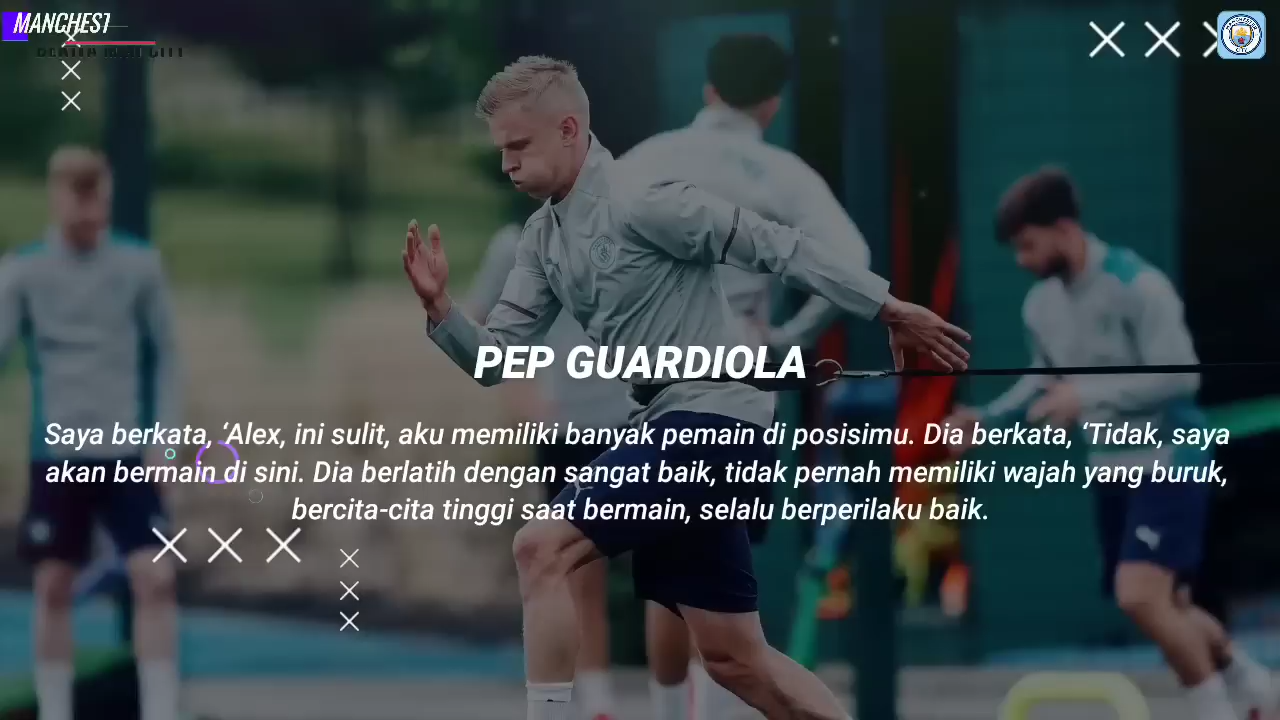 MANCHES
PEP GUARDIOLA
Saya berkata, ‘Alex, ini sulit, aku memiliki banyak pemain di posisimu. Dia berkata, ‘Tidak, saya
akan bermain di sini. Dia berlatih dengan sangat baik, tidak pernah memiliki wajah yang buruk,
bercita-cita tinggi saat bermain, selalu berperilaku baik.